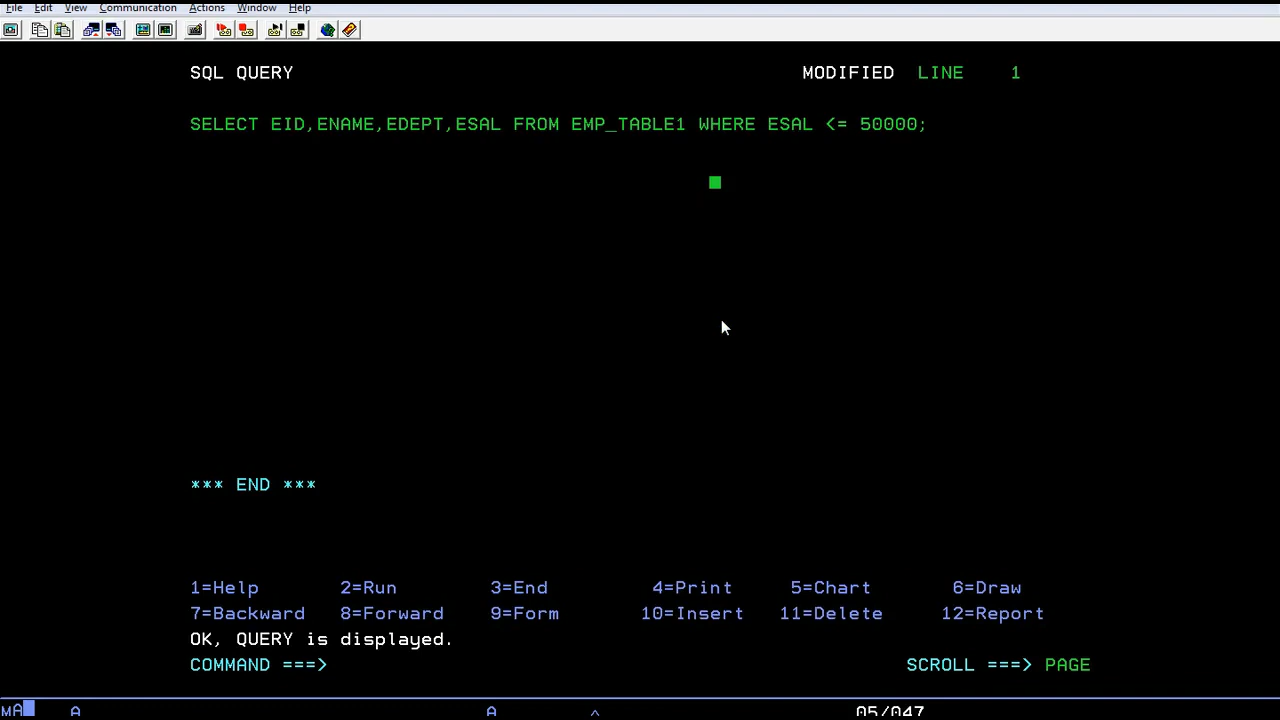 File Edit View Communication Actions Window Help
SQL QUERY MODIFIED LINE 1
SELECT EID,ENAME,EDEPT,ESAL FROM EMP_TABLE1 WHERE ESAL <= 50000;
*** END ***
1=Help 2=Run 3=End 4=Print 5=Chart 6=Draw
7=Backward 8=Forward 9=Form 10=Insert 11=Delete 12=Report
OK, QUERY is displayed.
COMMAND ===> SCROLL ===> PAGE
MA A A ^ 05/047